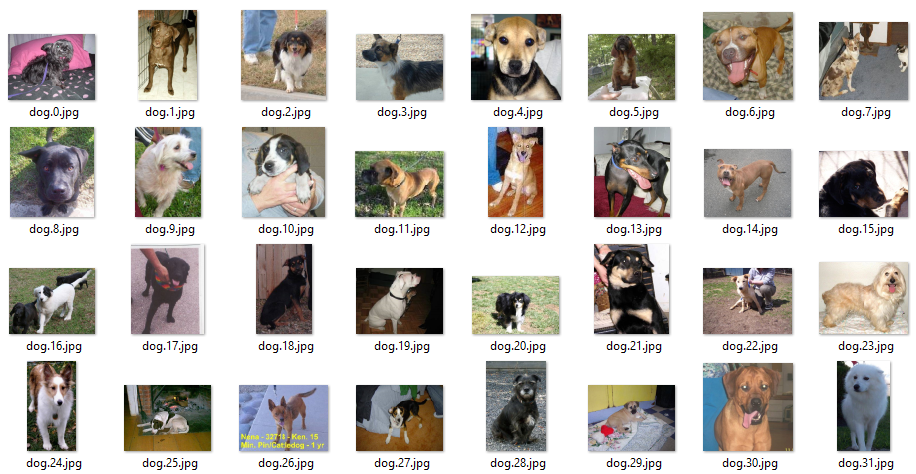 dog.0.jpg
dog.1.jpg
dog.2.jpg
dog.3.jpg
dog.4.jpg
dog.5.jpg
dog.6.jpg
dog.7.jpg
dog.8.jpg
dog.9.jpg
dog.10.jpg
dog.11.jpg
dog.12.jpg
dog.13.jpg
dog.14.jpg
dog.15.jpg
dog.16.jpg
dog.17.jpg
dog.18.jpg
dog.19.jpg
dog.20.jpg
dog.21.jpg
dog.22.jpg
dog.23.jpg
Nana - 32718 - Ken. 15
Min. Pin/Cattledog - 1 yr
dog.24.jpg
dog.25.jpg
dog.26.jpg
dog.27.jpg
dog.28.jpg
dog.29.jpg
dog.30.jpg
dog.31.jpg